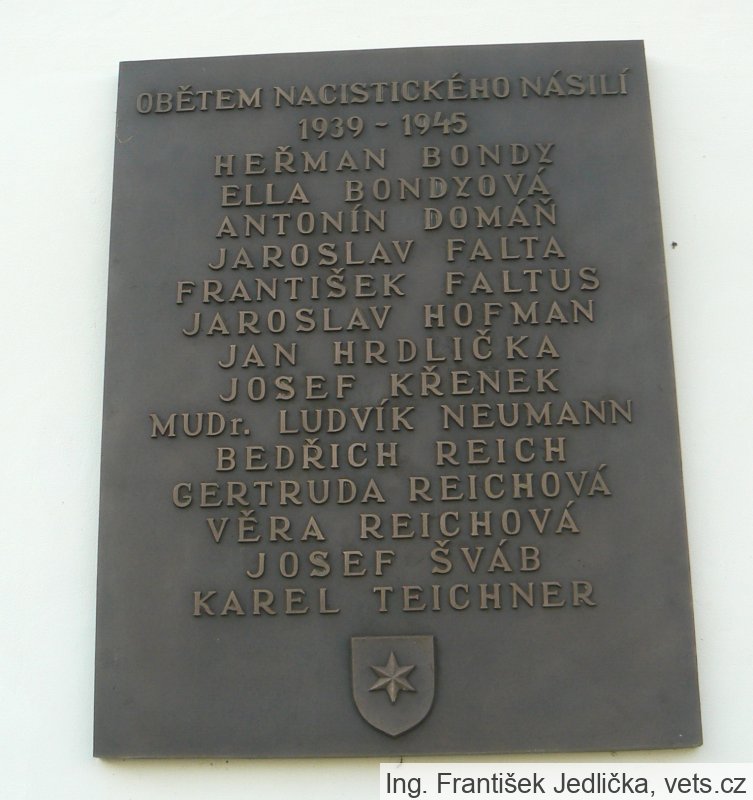 OBĚTEM NACISTICKÉHO NÁSILÍ
1939 - 1945
HEŘMAN BONDY
ELLA BONDYOVÁ
ANTONÍN DOMÁŇ
JAROSLAV FALTA
FRANTIŠEK FALTUS
JAROSLAV HOFMAN
JAN HRDLIČKA
JOSEF KŘENEK
MUDr. LUDVÍK NEUMANN
BEDŘICH REICH
GERTRUDA REICHOVÁ
VĚRA REICHOVÁ
JOSEF ŠVÁB
KAREL TEICHNER
Ing. František Jedlička, vets.cz